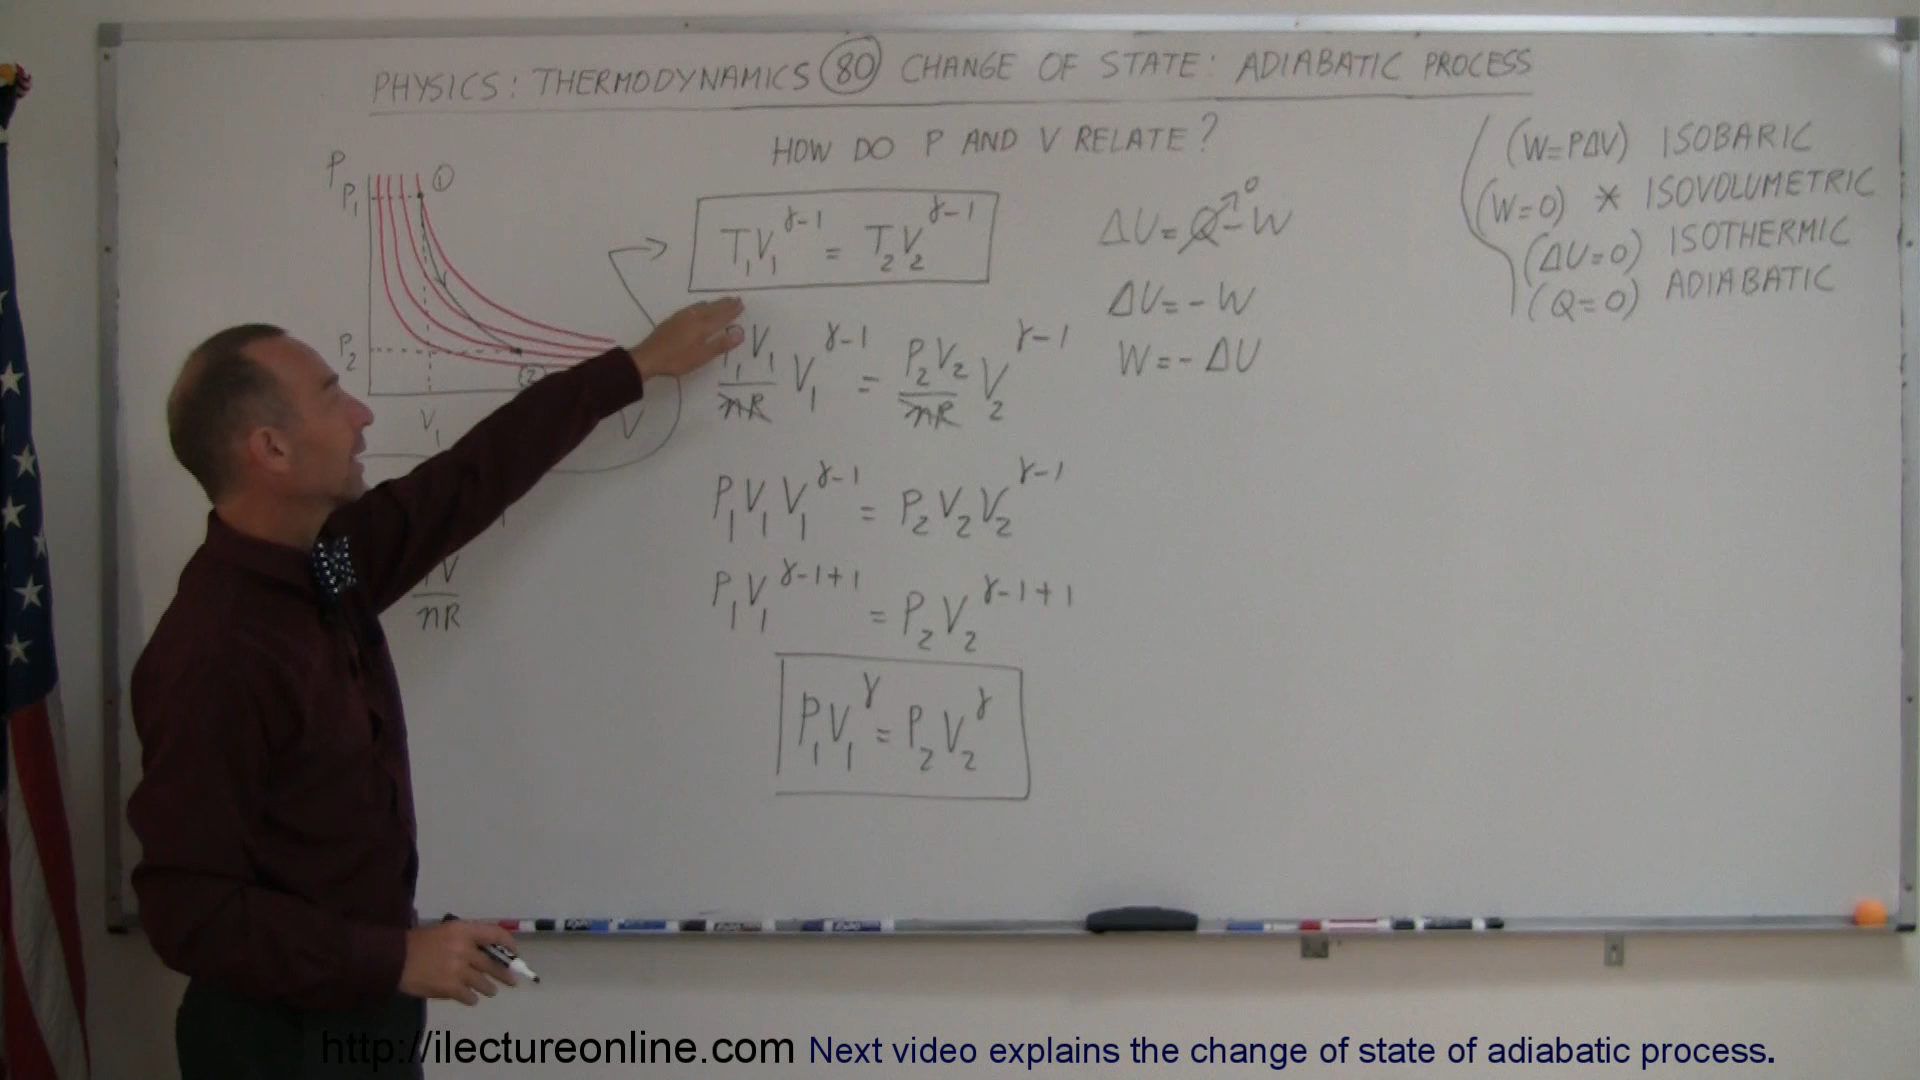 PHYSICS: THERMODYNAMICS 80 CHANGE OF STATE: ADIABATIC PROCESS
HOW DO P AND V RELATE?
P
P₁
①
P₂
②
V₁
V
nR
T₁V₁^γ-1 = T₂V₂^γ-1
P₁V₁/nR V₁^γ-1 = P₂V₂/nR V₂^γ-1
P₁V₁V₁^γ-1 = P₂V₂V₂^γ-1
P₁V₁^γ-1+1 = P₂V₂^γ-1+1
P₁V₁^γ = P₂V₂^γ
ΔU = Q↗0 - W
ΔU = - W
W = - ΔU
(W=PΔV) ISOBARIC
(W=0) * ISOVOLUMETRIC
(ΔU=0) ISOTHERMIC
(Q=0) ADIABATIC
http://ilectureonline.com Next video explains the change of state of adiabatic process.